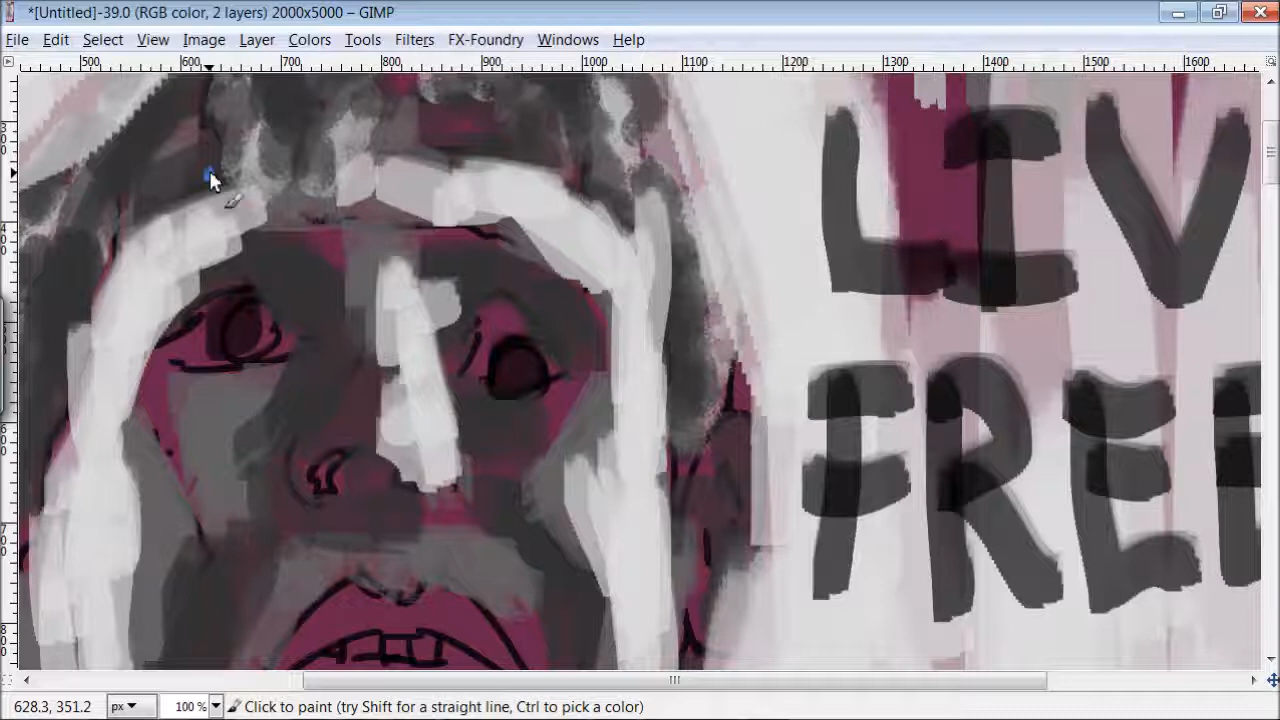 *[Untitled]-39.0 (RGB color, 2 layers) 2000x5000 – GIMP
File Edit Select View Image Layer Colors Tools Filters FX-Foundry Windows Help
500 600 700 800 900 1000 1100 1200 1300 1400 1500 1600
LIV
FREE
628.3, 351.2 px 100 % Click to paint (try Shift for a straight line, Ctrl to pick a color)